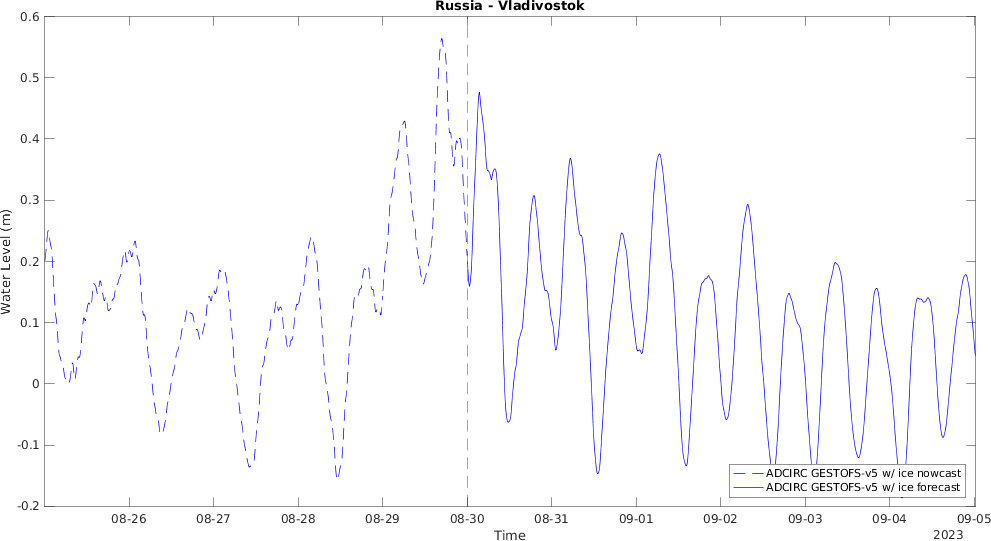 Russia - Vladivostok
0.6
0.5
0.4
0.3
0.2
0.1
0
-0.1
-0.2
Water Level (m)
ADCIRC GESTOFS-v5 w/ ice nowcast
ADCIRC GESTOFS-v5 w/ ice forecast
08-26 08-27 08-28 08-29 08-30 08-31 09-01 09-02 09-03 09-04 09-05
Time
2023